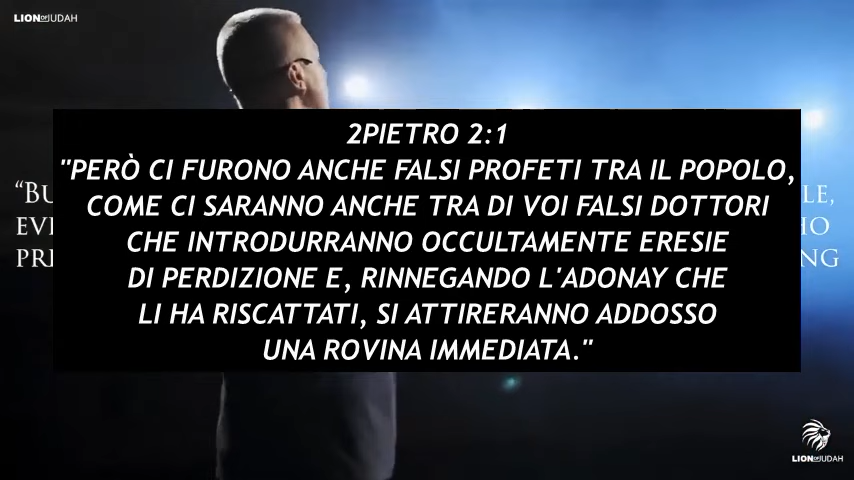 LION OF JUDAH
2PIETRO 2:1
"PERÒ CI FURONO ANCHE FALSI PROFETI TRA IL POPOLO,
COME CI SARANNO ANCHE TRA DI VOI FALSI DOTTORI
CHE INTRODURRANNO OCCULTAMENTE ERESIE
DI PERDIZIONE E, RINNEGANDO L'ADONAY CHE
LI HA RISCATTATI, SI ATTIRERANNO ADDOSSO
UNA ROVINA IMMEDIATA."
LION OF JUDAH